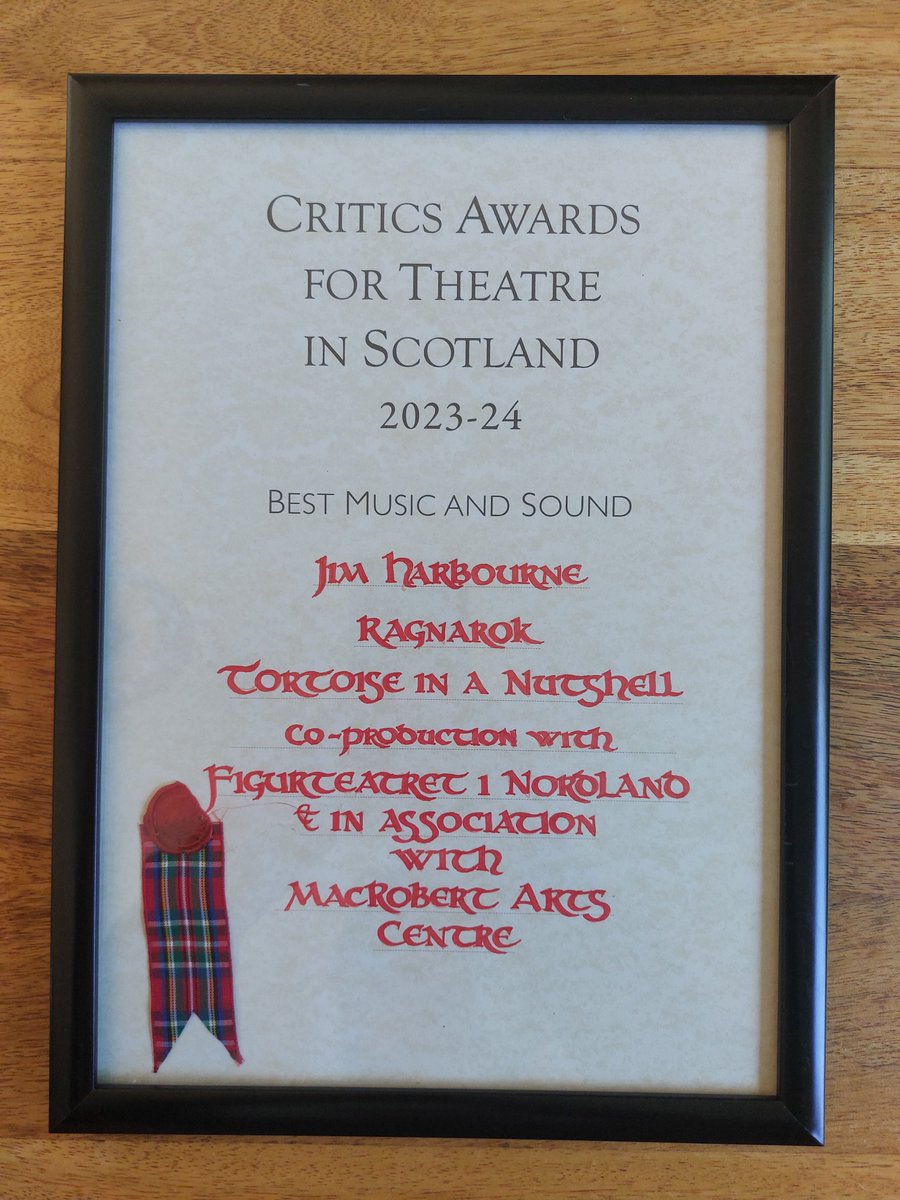 Critics Awards
for Theatre
in Scotland
2023-24
Best Music and Sound
Jim Harbourne
Ragnarok
Tortoise in a Nutshell
co-production with
Figurteatret i Nordland
& in association
with
MacRobert Arts
Centre